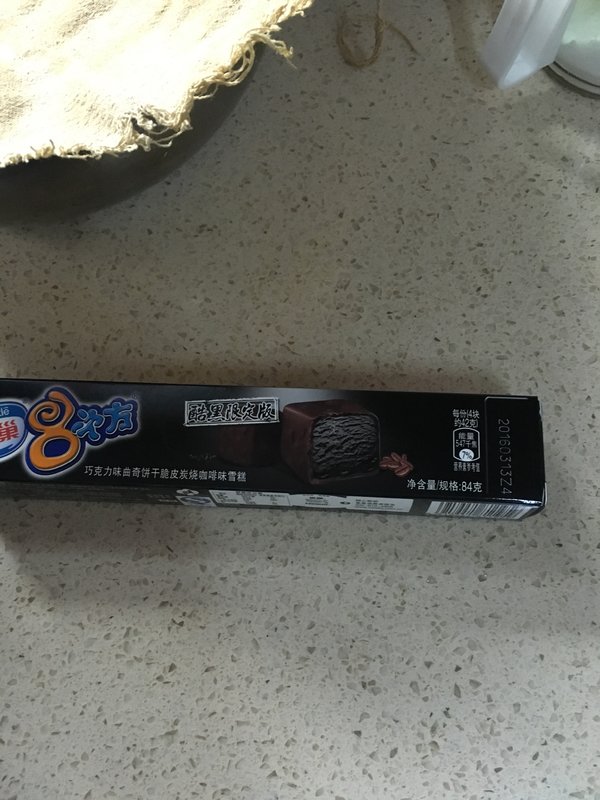 巢
8次方
酷黑限定版
巧克力味曲奇饼干脆皮炭烧咖啡味雪糕
每份(4块
约42克)
能量
547千焦
7%
营养素参考值
净含量/规格:84克
20160313Z4